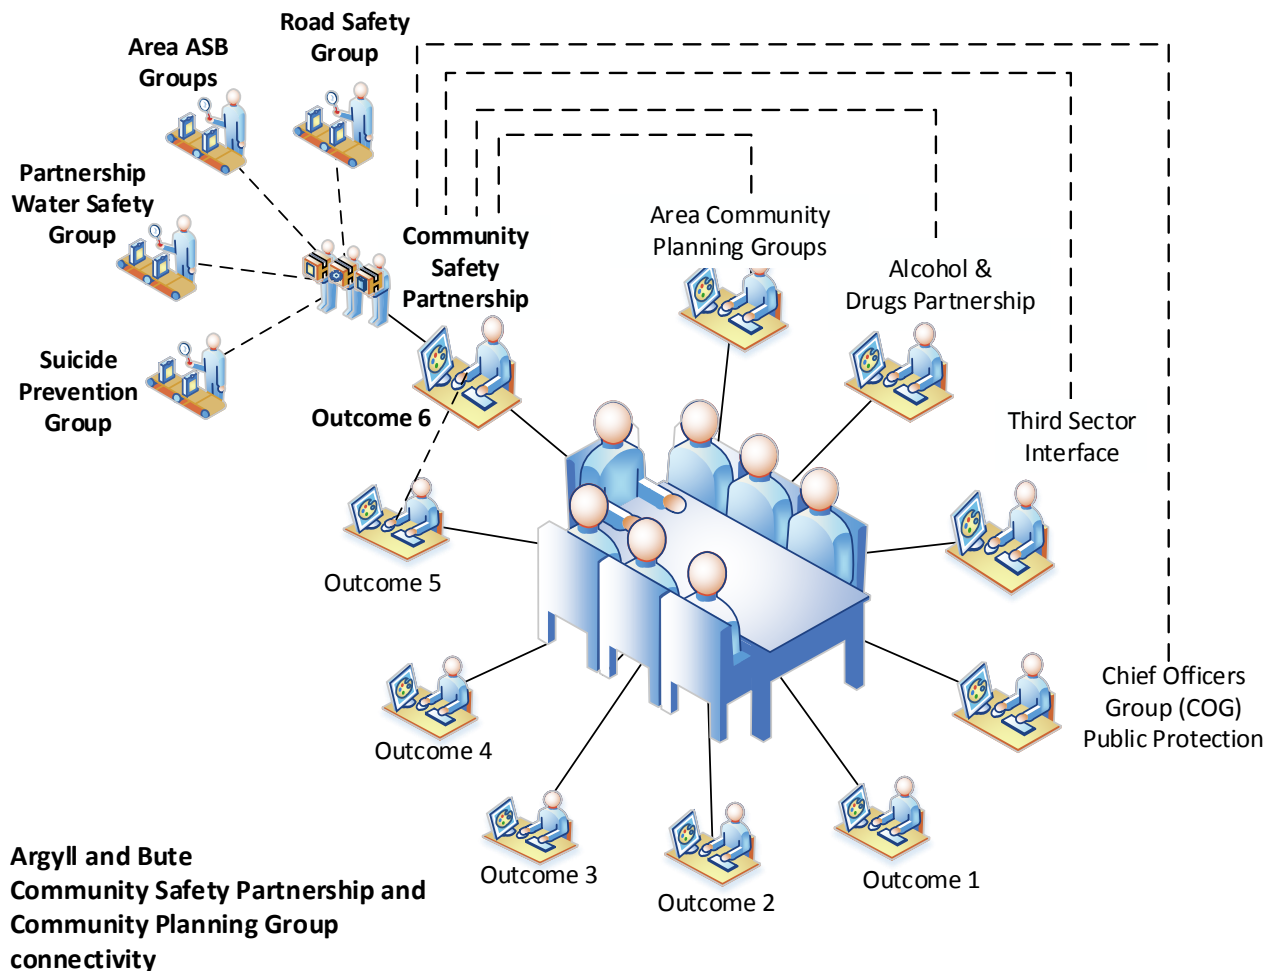 Road Safety
Group
Area ASB
Groups
Partnership
Water Safety
Group
Suicide
Prevention
Group
Community
Safety
Partnership
Outcome 6
Area Community
Planning Groups
Alcohol &
Drugs Partnership
Third Sector
Interface
Chief Officers
Group (COG)
Public Protection
Outcome 5
Outcome 4
Outcome 3
Outcome 2
Outcome 1
Argyll and Bute
Community Safety Partnership and
Community Planning Group
connectivity